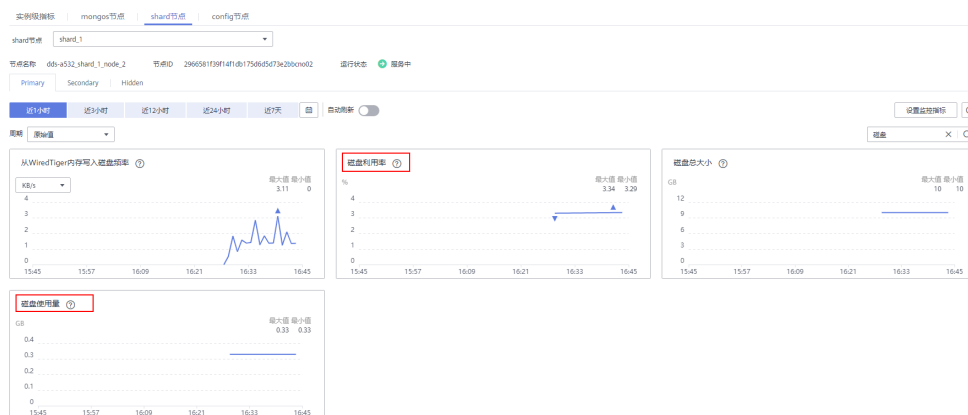 实例级指标 mongos节点 shard节点 config节点
shard节点 shard_1
节点名称 dds-a532_shard_1_node_2 节点ID 2966581f39f14f1db175d6d5d73e2bbcno02 运行状态 服务中
Primary Secondary Hidden
近1小时 近3小时 近12小时 近24小时 近7天 自动刷新 设置监控指标
周期 原始值 磁盘
从WiredTiger内存写入磁盘频率
KB/s
最大值 最小值
3.11 0
4
3
2
1
0
15:45 15:57 16:09 16:21 16:33 16:45
磁盘利用率
%
最大值 最小值
3.34 3.29
4
3
2
1
0
15:45 15:57 16:09 16:21 16:33 16:45
磁盘总大小
GB
最大值 最小值
10 10
12
9
6
3
0
15:45 15:57 16:09 16:21 16:33 16:45
磁盘使用量
GB
最大值 最小值
0.33 0.33
0.4
0.3
0.2
0.1
0
15:45 15:57 16:09 16:21 16:33 16:45